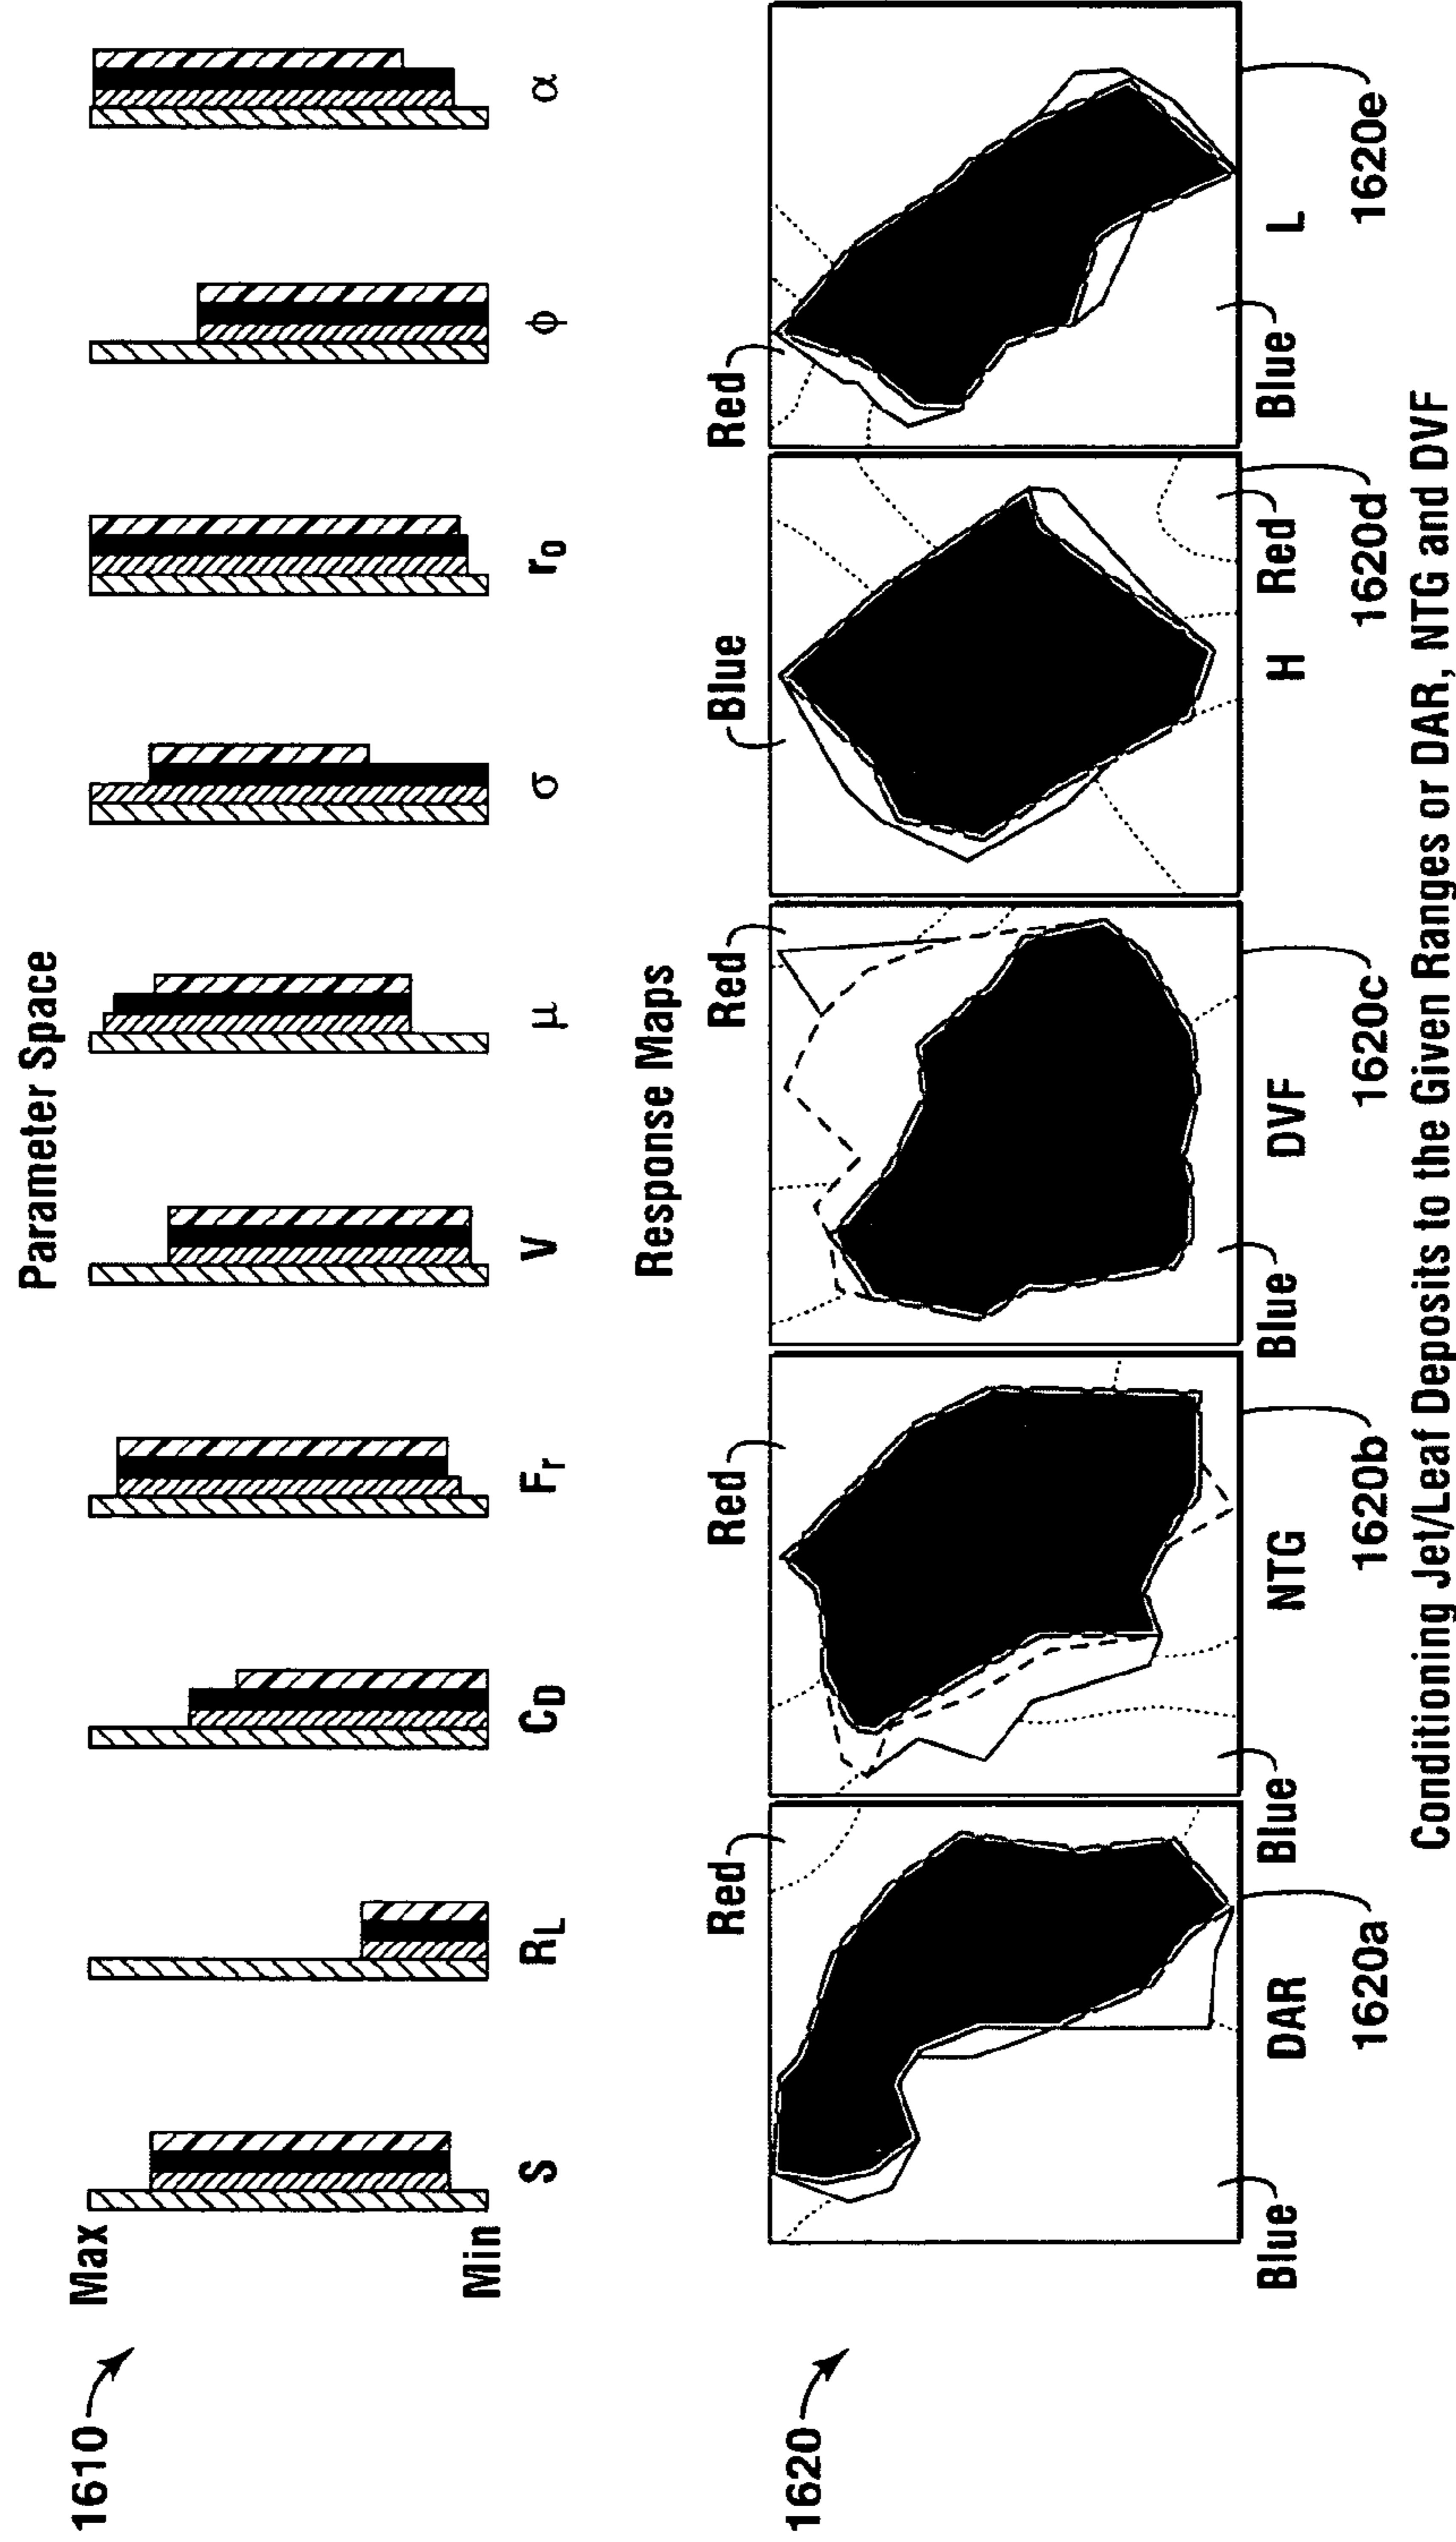 Parameter Space
1610
Max
Min
S R_L C_D F_r V μ σ r_0 ϕ α
Response Maps
1620
Red Red Red Blue Red
Blue Blue Blue Red Blue
DAR NTG DVF H L
1620a 1620b 1620c 1620d 1620e
Conditioning Jet/Leaf Deposits to the Given Ranges or DAR, NTG and DVF